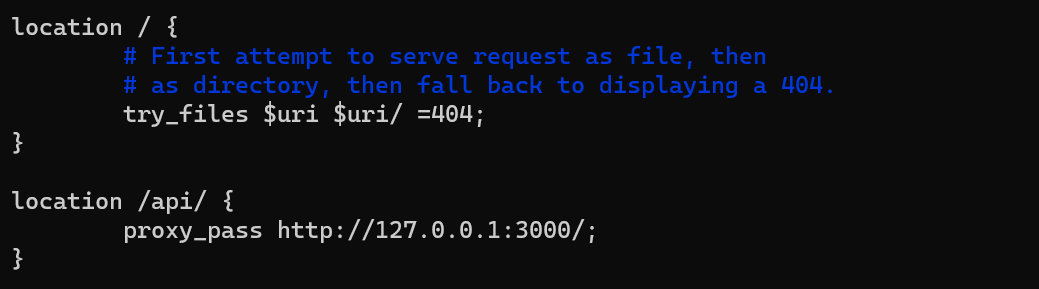 location / {
        # First attempt to serve request as file, then
        # as directory, then fall back to displaying a 404.
        try_files $uri $uri/ =404;
}

location /api/ {
        proxy_pass http://127.0.0.1:3000/;
}